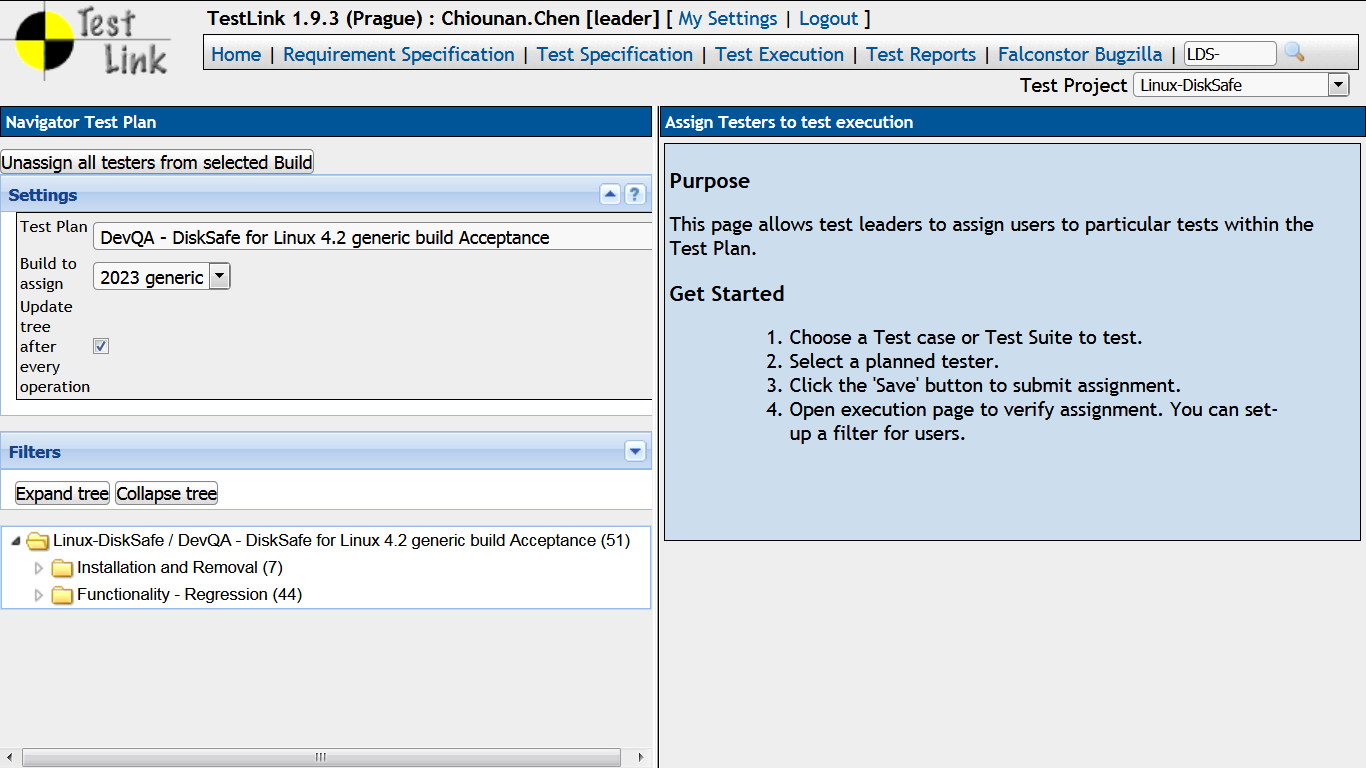 Test
Link
TestLink 1.9.3 (Prague) : Chiounan.Chen [leader] [ My Settings | Logout ]
Home | Requirement Specification | Test Specification | Test Execution | Test Reports | Falconstor Bugzilla | LDS-
Test Project Linux-DiskSafe
Navigator Test Plan
Unassign all testers from selected Build
Settings
?
Test Plan DevQA - DiskSafe for Linux 4.2 generic build Acceptance
Build to
assign
2023 generic
Update
tree
after
every
operation
Filters
Expand tree Collapse tree
Linux-DiskSafe / DevQA - DiskSafe for Linux 4.2 generic build Acceptance (51)
Installation and Removal (7)
Functionality - Regression (44)
Assign Testers to test execution
Purpose
This page allows test leaders to assign users to particular tests within the
Test Plan.
Get Started
1. Choose a Test case or Test Suite to test.
2. Select a planned tester.
3. Click the 'Save' button to submit assignment.
4. Open execution page to verify assignment. You can set-
up a filter for users.